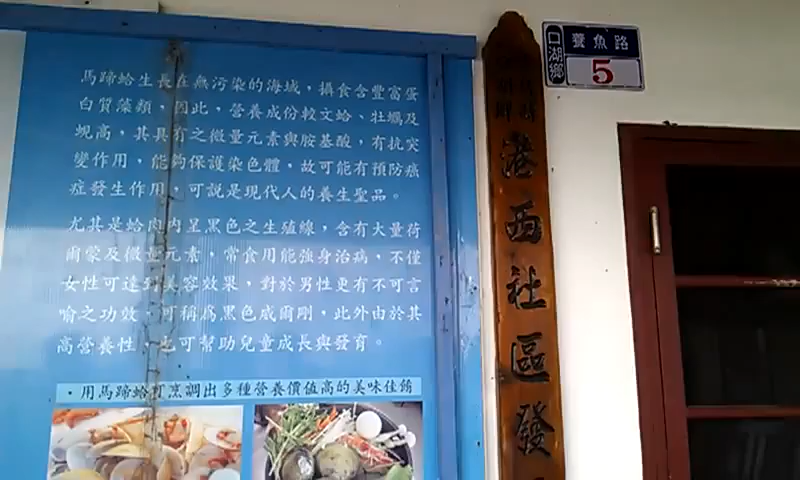 馬蹄蛤生長在無污染的海域，攝食含豐富蛋
白質藻類，因此，營養成份較文蛤、牡蠣及
蜆高，其具有之微量元素與胺基酸，有抗突
變作用，能夠保護染色體，故可能有預防癌
症發生作用，可說是現代人的養生聖品。
尤其是蛤肉內呈黑色之生殖線，含有大量荷
爾蒙及微量元素，常食用能強身治病，不僅
女性可達到美容效果，對於男性更有不可言
喻之功效，可稱為黑色威爾剛，此外由於其
高營養性，也可幫助兒童成長與發育。
・用馬蹄蛤可烹調出多種營養價值高的美味佳餚
港西社區發
口湖鄉
養魚路
5